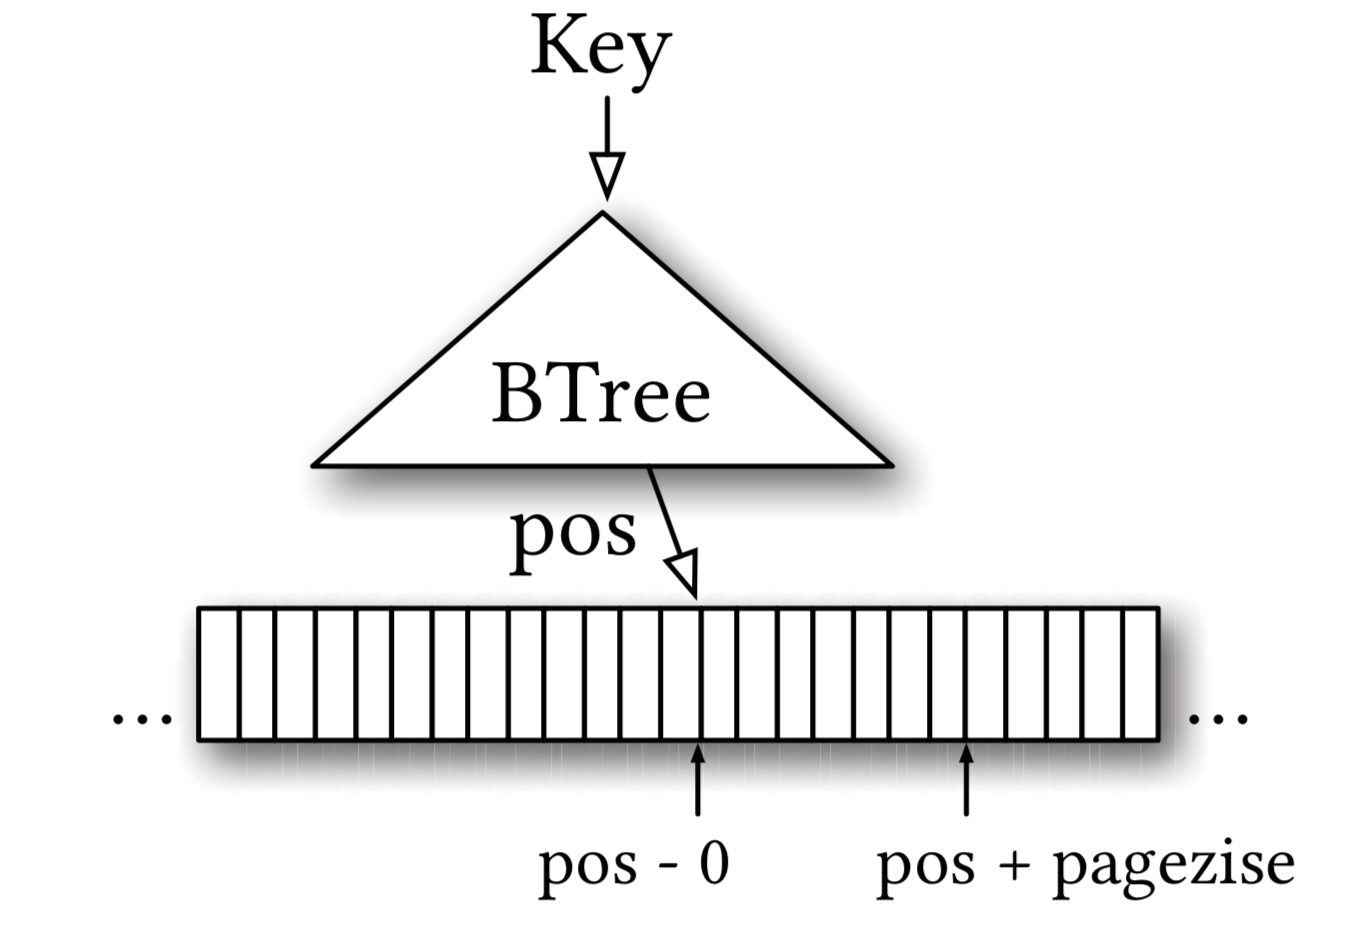 Key
BTree
pos
... ...
pos - 0 pos + pagezise